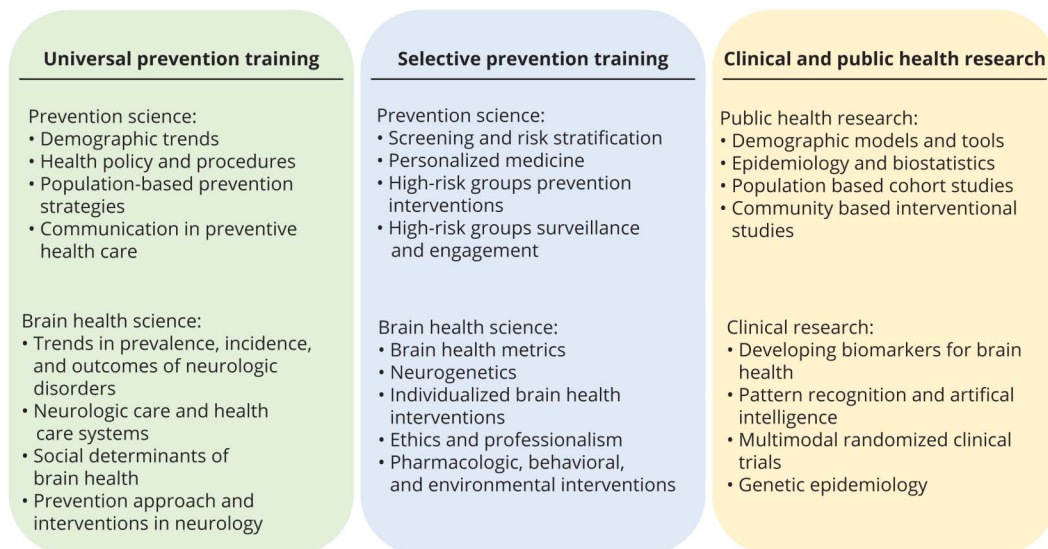 Universal prevention training
Prevention science:
• Demographic trends
• Health policy and procedures
• Population-based prevention
strategies
• Communication in preventive
health care
Brain health science:
• Trends in prevalence, incidence,
and outcomes of neurologic
disorders
• Neurologic care and health
care systems
• Social determinants of
brain health
• Prevention approach and
interventions in neurology
Selective prevention training
Prevention science:
• Screening and risk stratification
• Personalized medicine
• High-risk groups prevention
interventions
• High-risk groups surveillance
and engagement
Brain health science:
• Brain health metrics
• Neurogenetics
• Individualized brain health
interventions
• Ethics and professionalism
• Pharmacologic, behavioral,
and environmental interventions
Clinical and public health research
Public health research:
• Demographic models and tools
• Epidemiology and biostatistics
• Population based cohort studies
• Community based interventional
studies
Clinical research:
• Developing biomarkers for brain
health
• Pattern recognition and artifical
intelligence
• Multimodal randomized clinical
trials
• Genetic epidemiology